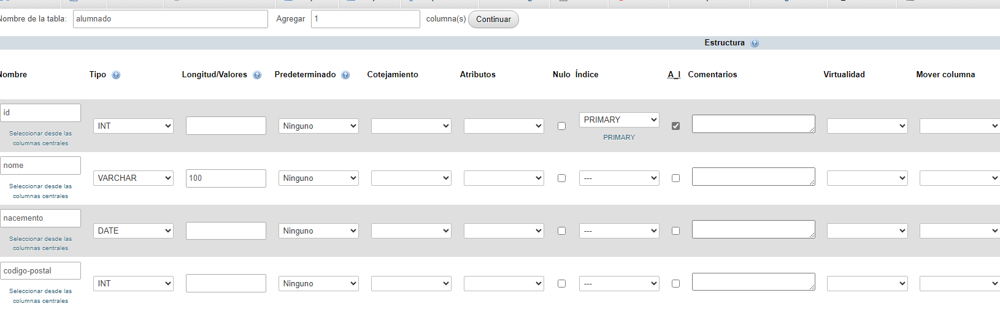 Nombre de la tabla: alumnado Agregar 1 columna(s) Continuar
Estructura
Nombre Tipo Longitud/Valores Predeterminado Cotejamiento Atributos Nulo Índice A_I Comentarios Virtualidad Mover columna
id INT Ninguno PRIMARY
Seleccionar desde las PRIMARY
columnas centrales
nome VARCHAR 100 Ninguno ---
Seleccionar desde las
columnas centrales
nacemento DATE Ninguno ---
Seleccionar desde las
columnas centrales
codigo-postal INT Ninguno ---
Seleccionar desde las
columnas centrales